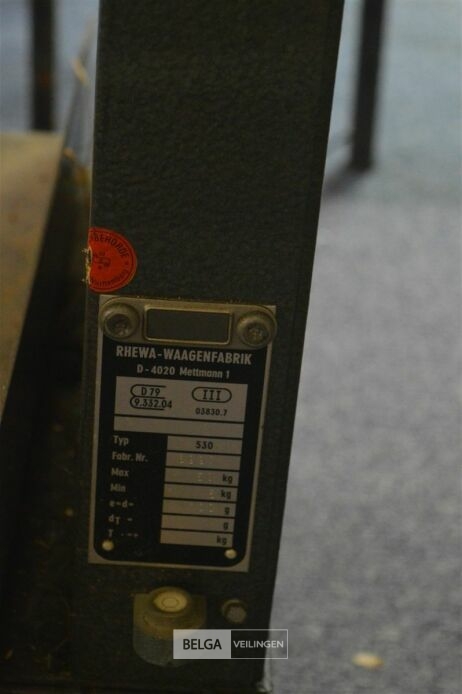 BEHÖRDE
RHEWA-WAAGENFABRIK
D-4020 Mettmann 1
D 79
9.332.04
III
03830.7
Typ 530
Fabr. Nr.
Max kg
Min kg
e=d= g
dT = g
T kg
BELGA VEILINGEN